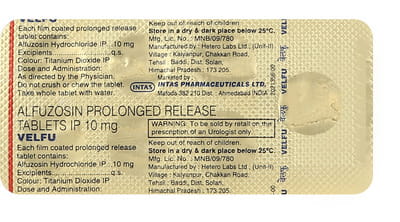 VELFU
Each film coated prolonged release
tablet contains:
Alfuzosin Hydrochloride IP.. 10 mg
Excipients ..................q.s.
Colour: Titanium Dioxide IP
Dose and Administration:
As directed by the Physician.
Do not crush or chew the tablet.
Take whole tablet with water.
Keep out of reach of children.
Store in a dry & dark place below 25°C.
Mfg. Lic. No.: MNB/09/780
Manufactured by : Hetero Labs Ltd., (Unit-II)
Village: Kalyanpur, Chakkan Road,
Tehsil : Baddi, Dist. Solan,
Himachal Pradesh : 173 205.
INTAS
INTAS PHARMACEUTICALS LTD.
Ahmedabad INDIA
VELFU
ALFUZOSIN PROLONGED RELEASE
TABLETS IP 10 mg
VELFU
WARNING: To be sold by retail on the
prescription of an Urologist only.
Each film coated prolonged release
tablet contains:
Alfuzosin Hydrochloride IP.. 10 mg
Excipients ..................q.s.
Colour: Titanium Dioxide IP
Dose and Administration:
Keep out of reach of children.
Store in a dry & dark place below 25°C.
Mfg. Lic. No.: MNB/09/780
Manufactured by : Hetero Labs Ltd., (Unit-II)
Village: Kalyanpur, Chakkan Road,
Tehsil : Baddi, Dist. Solan,
Himachal Pradesh : 173 205.
VELFU